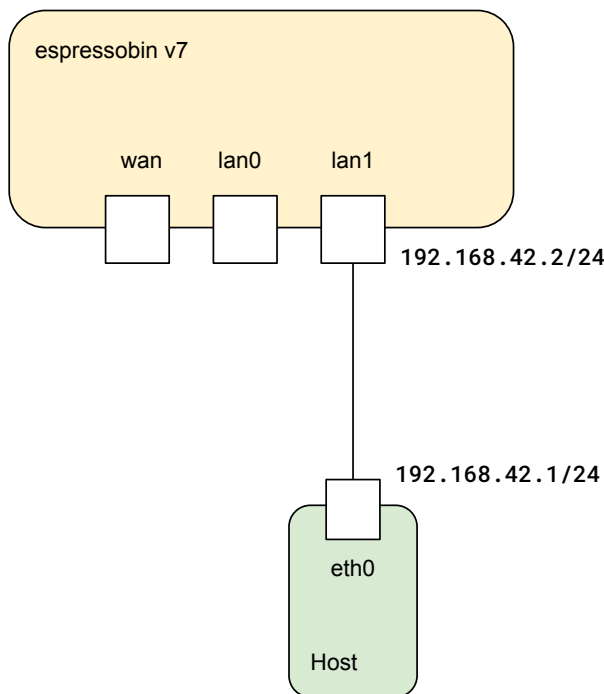 espressobin v7
wan
lan0
lan1
192.168.42.2/24
192.168.42.1/24
eth0
Host